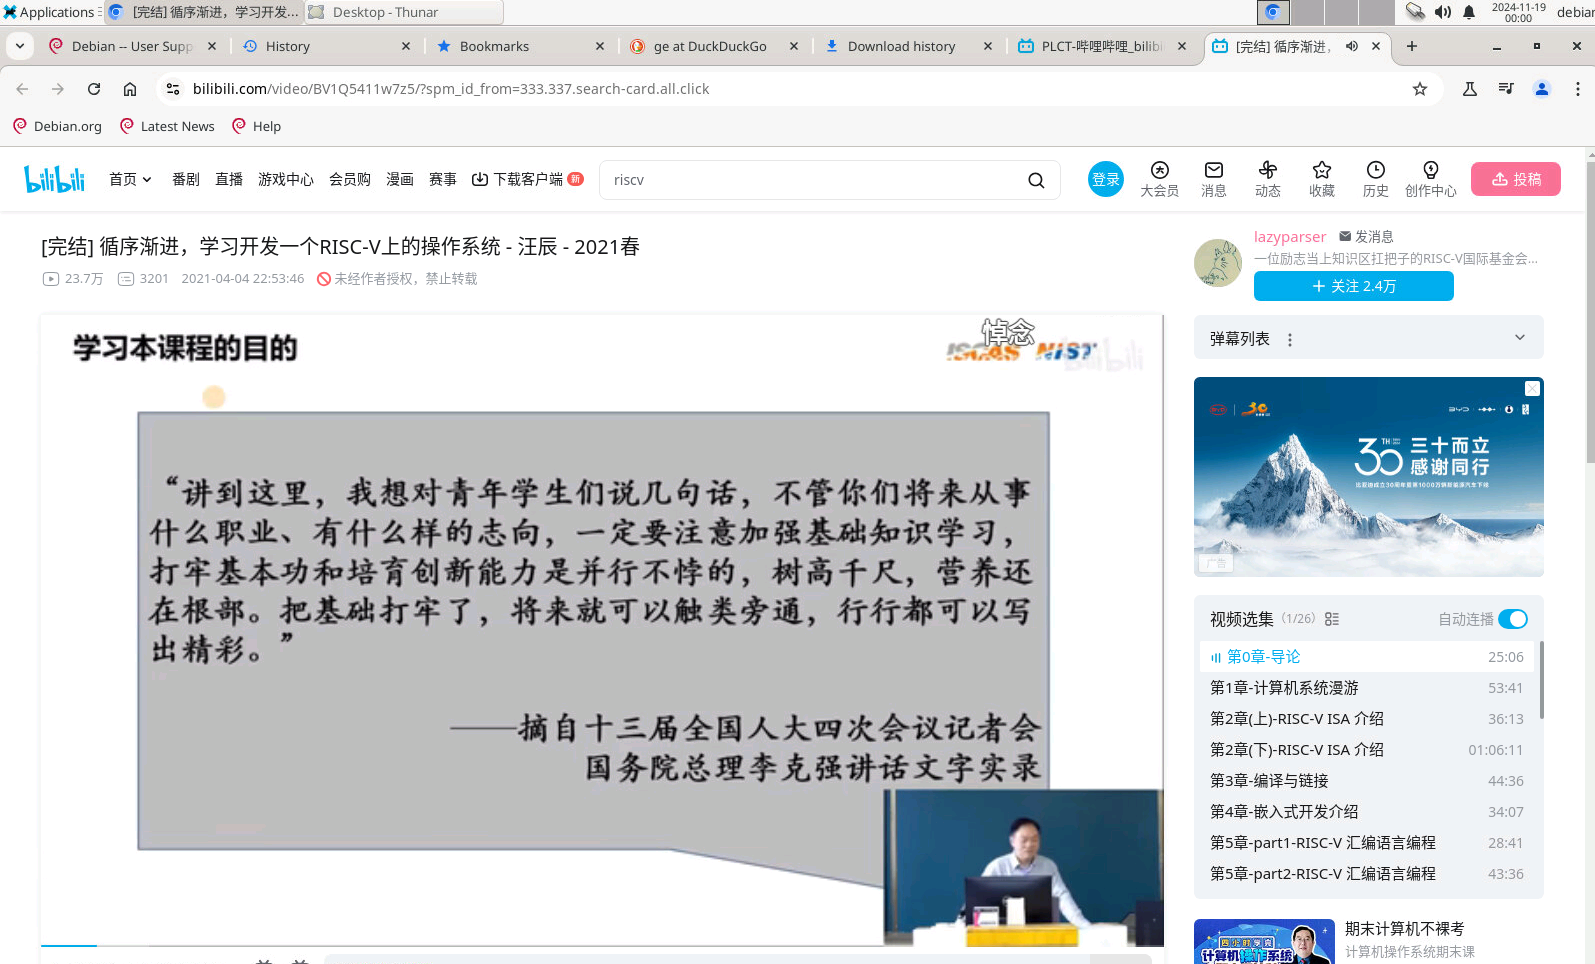 Applications
[完结] 循序渐进，学习开发...
Desktop - Thunar
2024-11-19
00:00
debian
Debian -- User Supp
History
Bookmarks
ge at DuckDuckGo
Download history
PLCT-哔哩哔哩_bilibi
[完结] 循序渐进，
bilibili.com/video/BV1Q5411w7z5/?spm_id_from=333.337.search-card.all.click
Debian.org
Latest News
Help
bilibili
首页
番剧
直播
游戏中心
会员购
漫画
赛事
下载客户端
新
riscv
登录
大会员
消息
动态
收藏
历史
创作中心
投稿
[完结] 循序渐进，学习开发一个RISC-V上的操作系统 - 汪辰 - 2021春
23.7万
3201
2021-04-04 22:53:46
未经作者授权，禁止转载
lazyparser
发消息
一位励志当上知识区扛把子的RISC-V国际基金会...
+ 关注 2.4万
学习本课程的目的
悼念
ISCAS
NIST
bilibili
“讲到这里，我想对青年学生们说几句话，不管你们将来从事
什么职业、有什么样的志向，一定要注意加强基础知识学习，
打牢基本功和培育创新能力是并行不悖的，树高千尺，营养还
在根部。把基础打牢了，将来就可以触类旁通，行行都可以写
出精彩。”
——摘自十三届全国人大四次会议记者会
国务院总理李克强讲话文字实录
弹幕列表
BYD
30TH
三十而立
感谢同行
广告
视频选集
（1/26）
自动连播
第0章-导论
25:06
第1章-计算机系统漫游
53:41
第2章(上)-RISC-V ISA 介绍
36:13
第2章(下)-RISC-V ISA 介绍
01:06:11
第3章-编译与链接
44:36
第4章-嵌入式开发介绍
34:07
第5章-part1-RISC-V 汇编语言编程
28:41
第5章-part2-RISC-V 汇编语言编程
43:36
四小时学完
计算机操作系统
期末计算机不裸考
计算机操作系统期末课